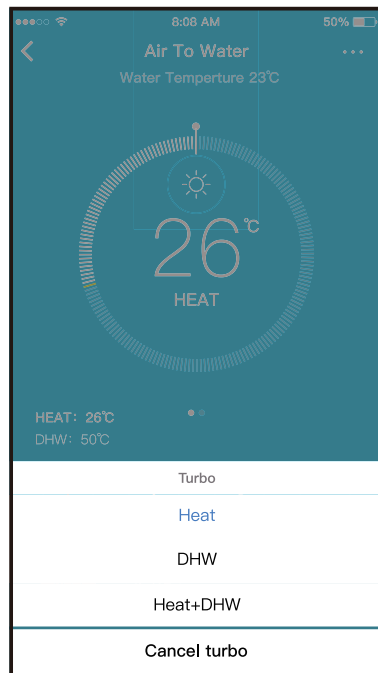 8:08 AM
50%
Air To Water
Water Temperture 23℃
26℃
HEAT
HEAT: 26℃
DHW: 50℃
Turbo
Heat
DHW
Heat+DHW
Cancel turbo